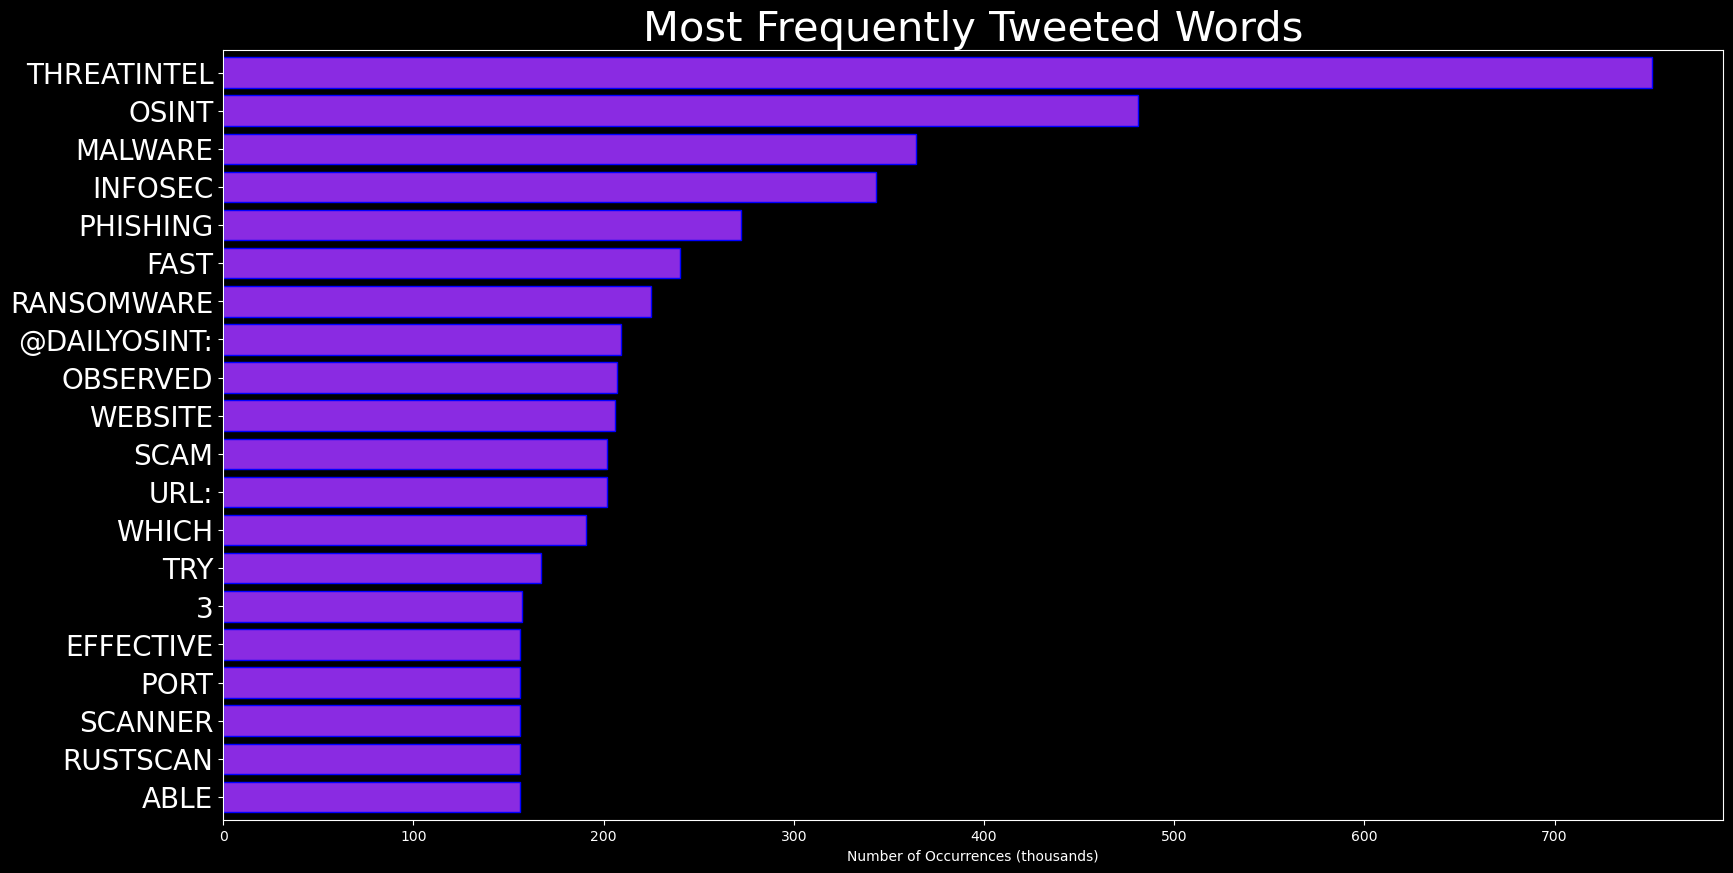 Most Frequently Tweeted Words
THREATINTEL
OSINT
MALWARE
INFOSEC
PHISHING
FAST
RANSOMWARE
@DAILYOSINT:
OBSERVED
WEBSITE
SCAM
URL:
WHICH
TRY
3
EFFECTIVE
PORT
SCANNER
RUSTSCAN
ABLE
0 100 200 300 400 500 600 700
Number of Occurrences (thousands)